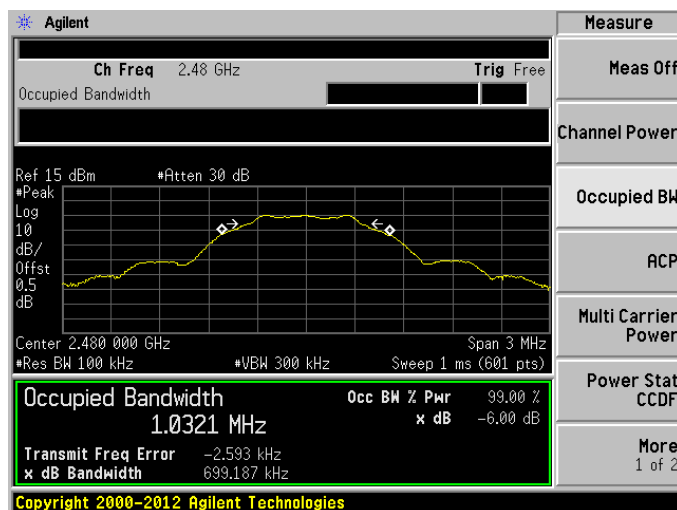 Agilent
Measure
Ch Freq 2.48 GHz Trig Free
Occupied Bandwidth
Meas Off
Channel Power
Occupied BW
ACP
Multi Carrier
Power
Power Stat
CCDF
More
1 of 2
Ref 15 dBm #Atten 30 dB
#Peak
Log
10
dB/
Offst
0.5
dB
Center 2.480 000 GHz Span 3 MHz
#Res BW 100 kHz #VBW 300 kHz Sweep 1 ms (601 pts)
Occupied Bandwidth Occ BW % Pwr 99.00 %
1.0321 MHz x dB -6.00 dB
Transmit Freq Error -2.593 kHz
x dB Bandwidth 699.187 kHz
Copyright 2000-2012 Agilent Technologies